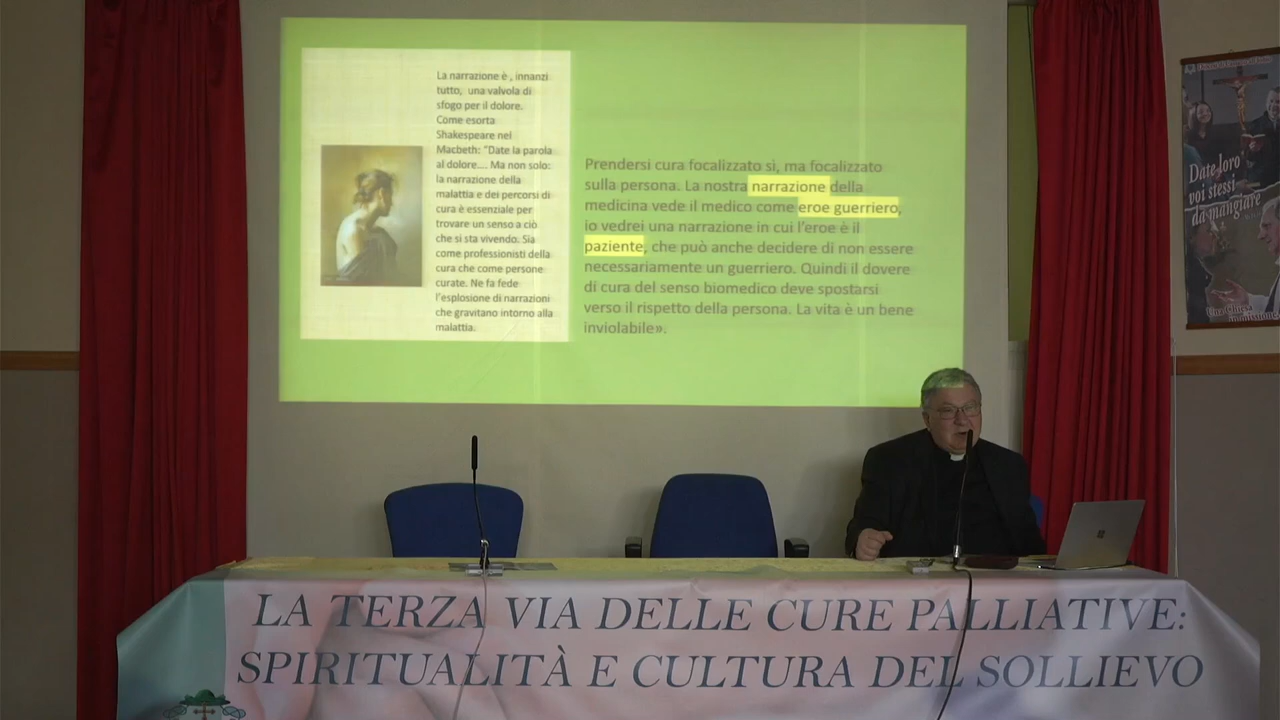 La narrazione è , innanzi
tutto, una valvola di
sfogo per il dolore.
Come esorta
Shakespeare nel
Macbeth: "Date la parola
al dolore.... Ma non solo:
la narrazione della
malattia e dei percorsi di
cura è essenziale per
trovare un senso a ciò
che si sta vivendo. Sia
come professionisti della
cura che come persone
curate. Ne fa fede
l'esplosione di narrazioni
che gravitano intorno alla
malattia.
Prendersi cura focalizzato sì, ma focalizzato
sulla persona. La nostra narrazione della
medicina vede il medico come eroe guerriero,
io vedrei una narrazione in cui l'eroe è il
paziente, che può anche decidere di non essere
necessariamente un guerriero. Quindi il dovere
di cura del senso biomedico deve spostarsi
verso il rispetto della persona. La vita è un bene
inviolabile».
Date loro
voi stessi
da mangiare
Una Chiesa
in missione
LA TERZA VIA DELLE CURE PALLIATIVE:
SPIRITUALITÀ E CULTURA DEL SOLLIEVO